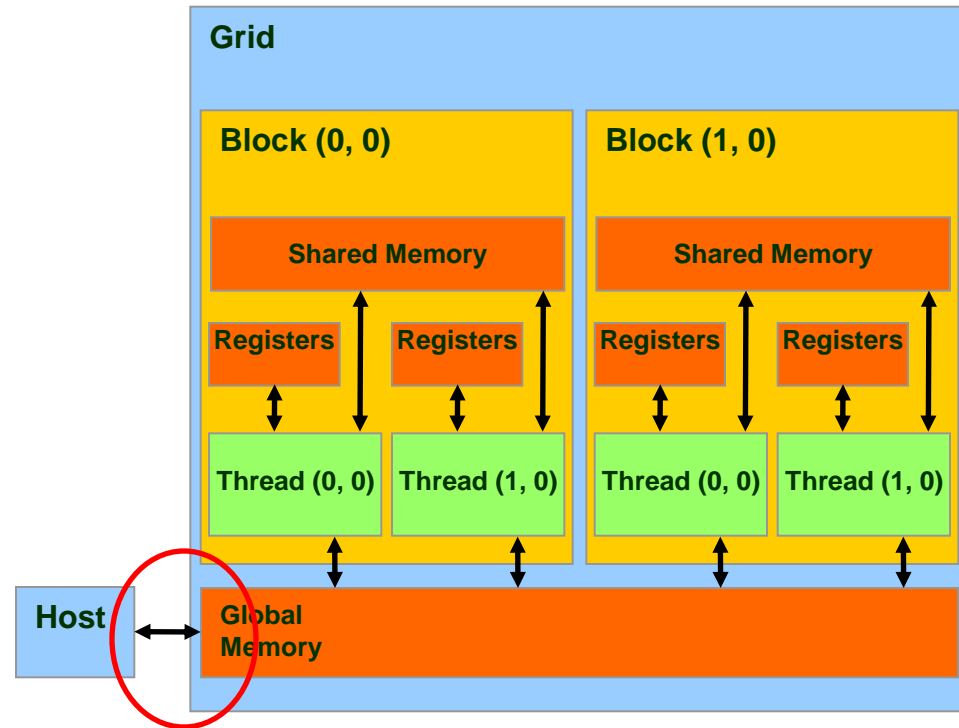 Grid
Block (0, 0)
Block (1, 0)
Shared Memory
Shared Memory
Registers
Registers
Registers
Registers
Thread (0, 0)
Thread (1, 0)
Thread (0, 0)
Thread (1, 0)
Host
Global
Memory